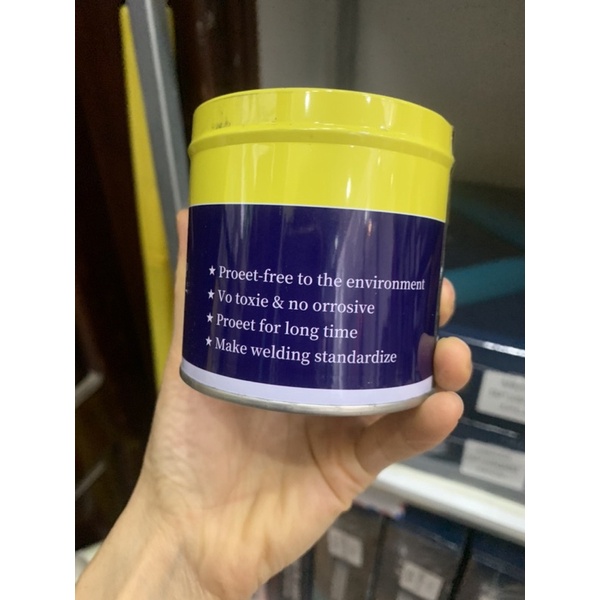 ★ Proeet-free to the environment
★ Vo toxie & no orrosive
★ Proeet for long time
★ Make welding standardize